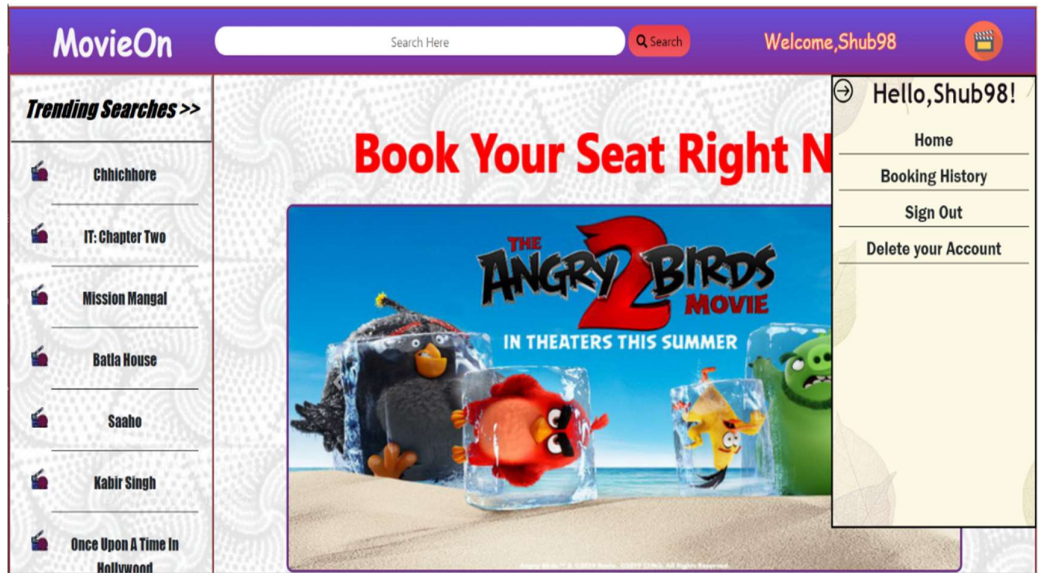 MovieOn
Search Here
Search
Welcome,Shub98
Trending Searches >>
Chhichhore
IT: Chapter Two
Mission Mangal
Batla House
Saaho
Kabir Singh
Once Upon A Time In
Hollywood
Book Your Seat Right N
THE
ANGRY 2 BIRDS
MOVIE
IN THEATERS THIS SUMMER
Hello,Shub98!
Home
Booking History
Sign Out
Delete your Account